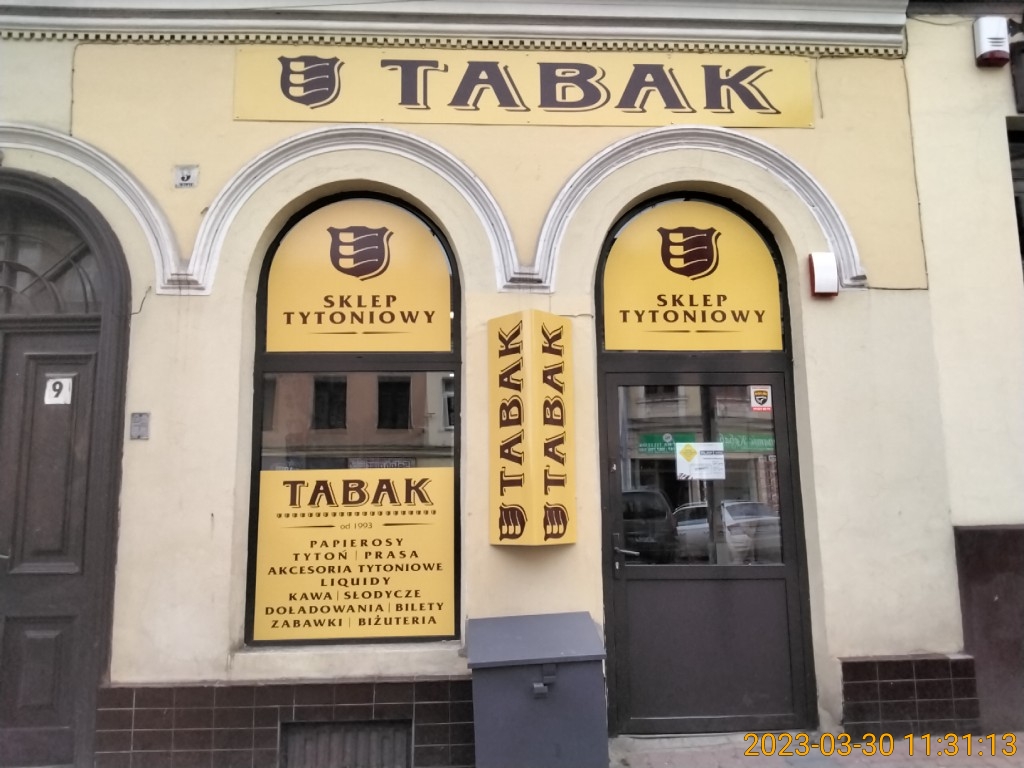 TABAK
SKLEP
TYTONIOWY
SKLEP
TYTONIOWY
TABAK
TABAK
9
TABAK
od 1993
PAPIEROSY
TYTOŃ | PRASA
AKCESORIA TYTONIOWE
LIQUIDY
KAWA | SŁODYCZE
DOŁADOWANIA | BILETY
ZABAWKI | BIŻUTERIA
2023-03-30 11:31:13